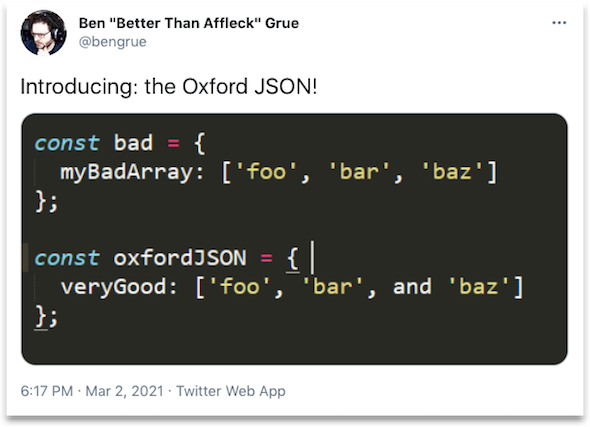 Ben "Better Than Affleck" Grue
@bengrue
Introducing: the Oxford JSON!
const bad = {
myBadArray: ['foo', 'bar', 'baz']
};
const oxfordJSON = {
veryGood: ['foo', 'bar', and 'baz']
};
6:17 PM · Mar 2, 2021 · Twitter Web App